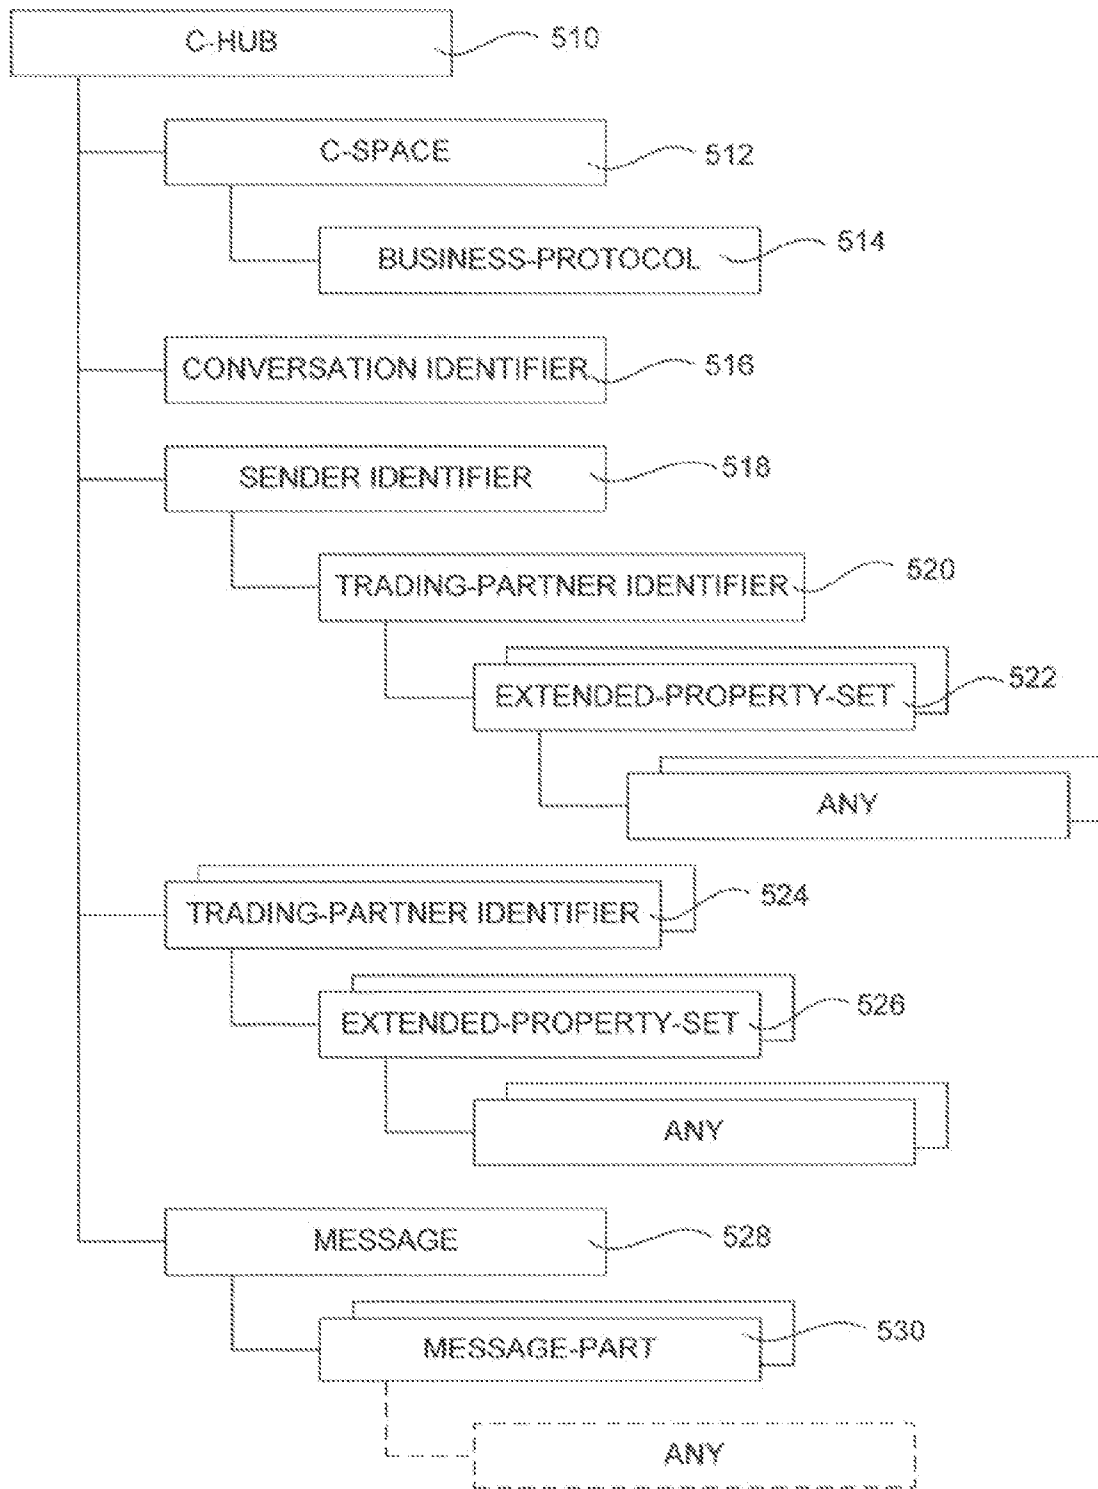 C-HUB 510
C-SPACE 512
BUSINESS-PROTOCOL 514
CONVERSATION IDENTIFIER 516
SENDER IDENTIFIER 518
TRADING-PARTNER IDENTIFIER 520
EXTENDED-PROPERTY-SET 522
ANY
TRADING-PARTNER IDENTIFIER 524
EXTENDED-PROPERTY-SET 526
ANY
MESSAGE 528
MESSAGE-PART 530
ANY